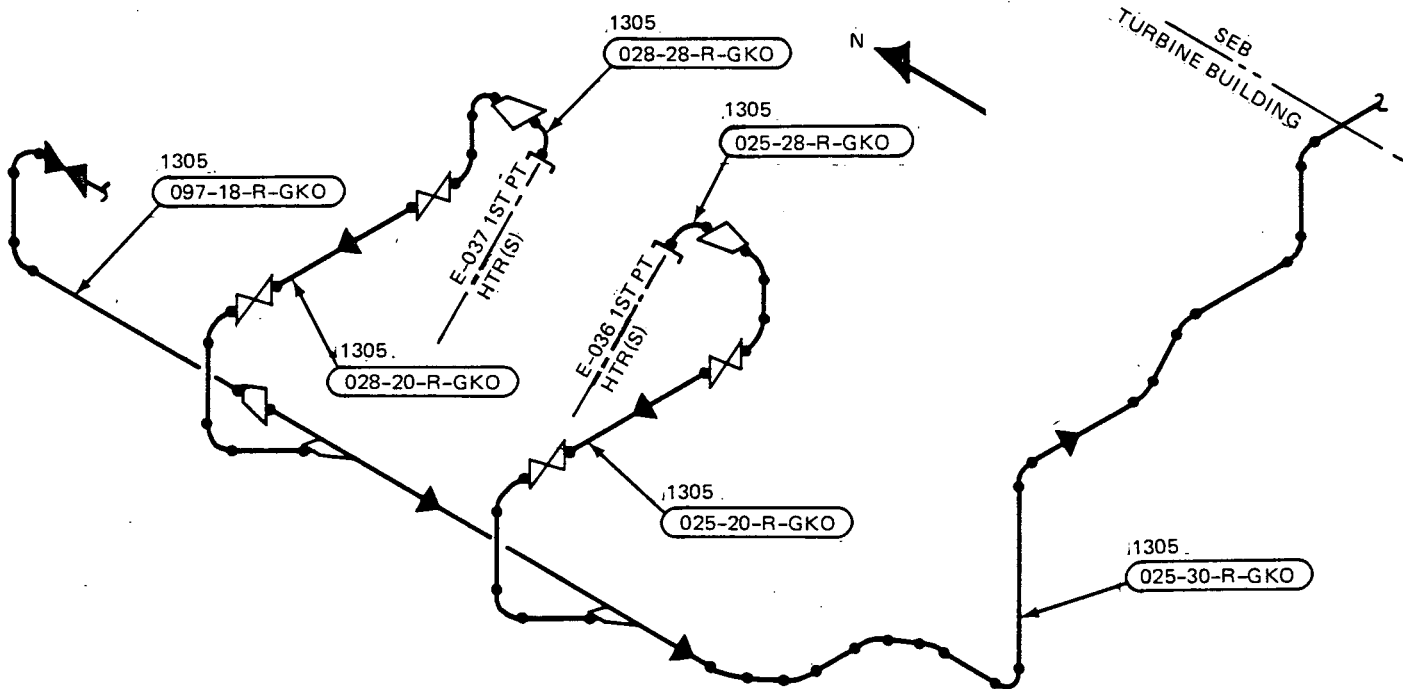 1305
028-28-R-GKO
N
SEB
TURBINE BUILDING
1305
025-28-R-GKO
1305
097-18-R-GKO
E-037 1ST PT
HTR(S)
E-036 1ST PT
HTR(S)
1305
028-20-R-GKO
1305
025-20-R-GKO
1305
025-30-R-GKO